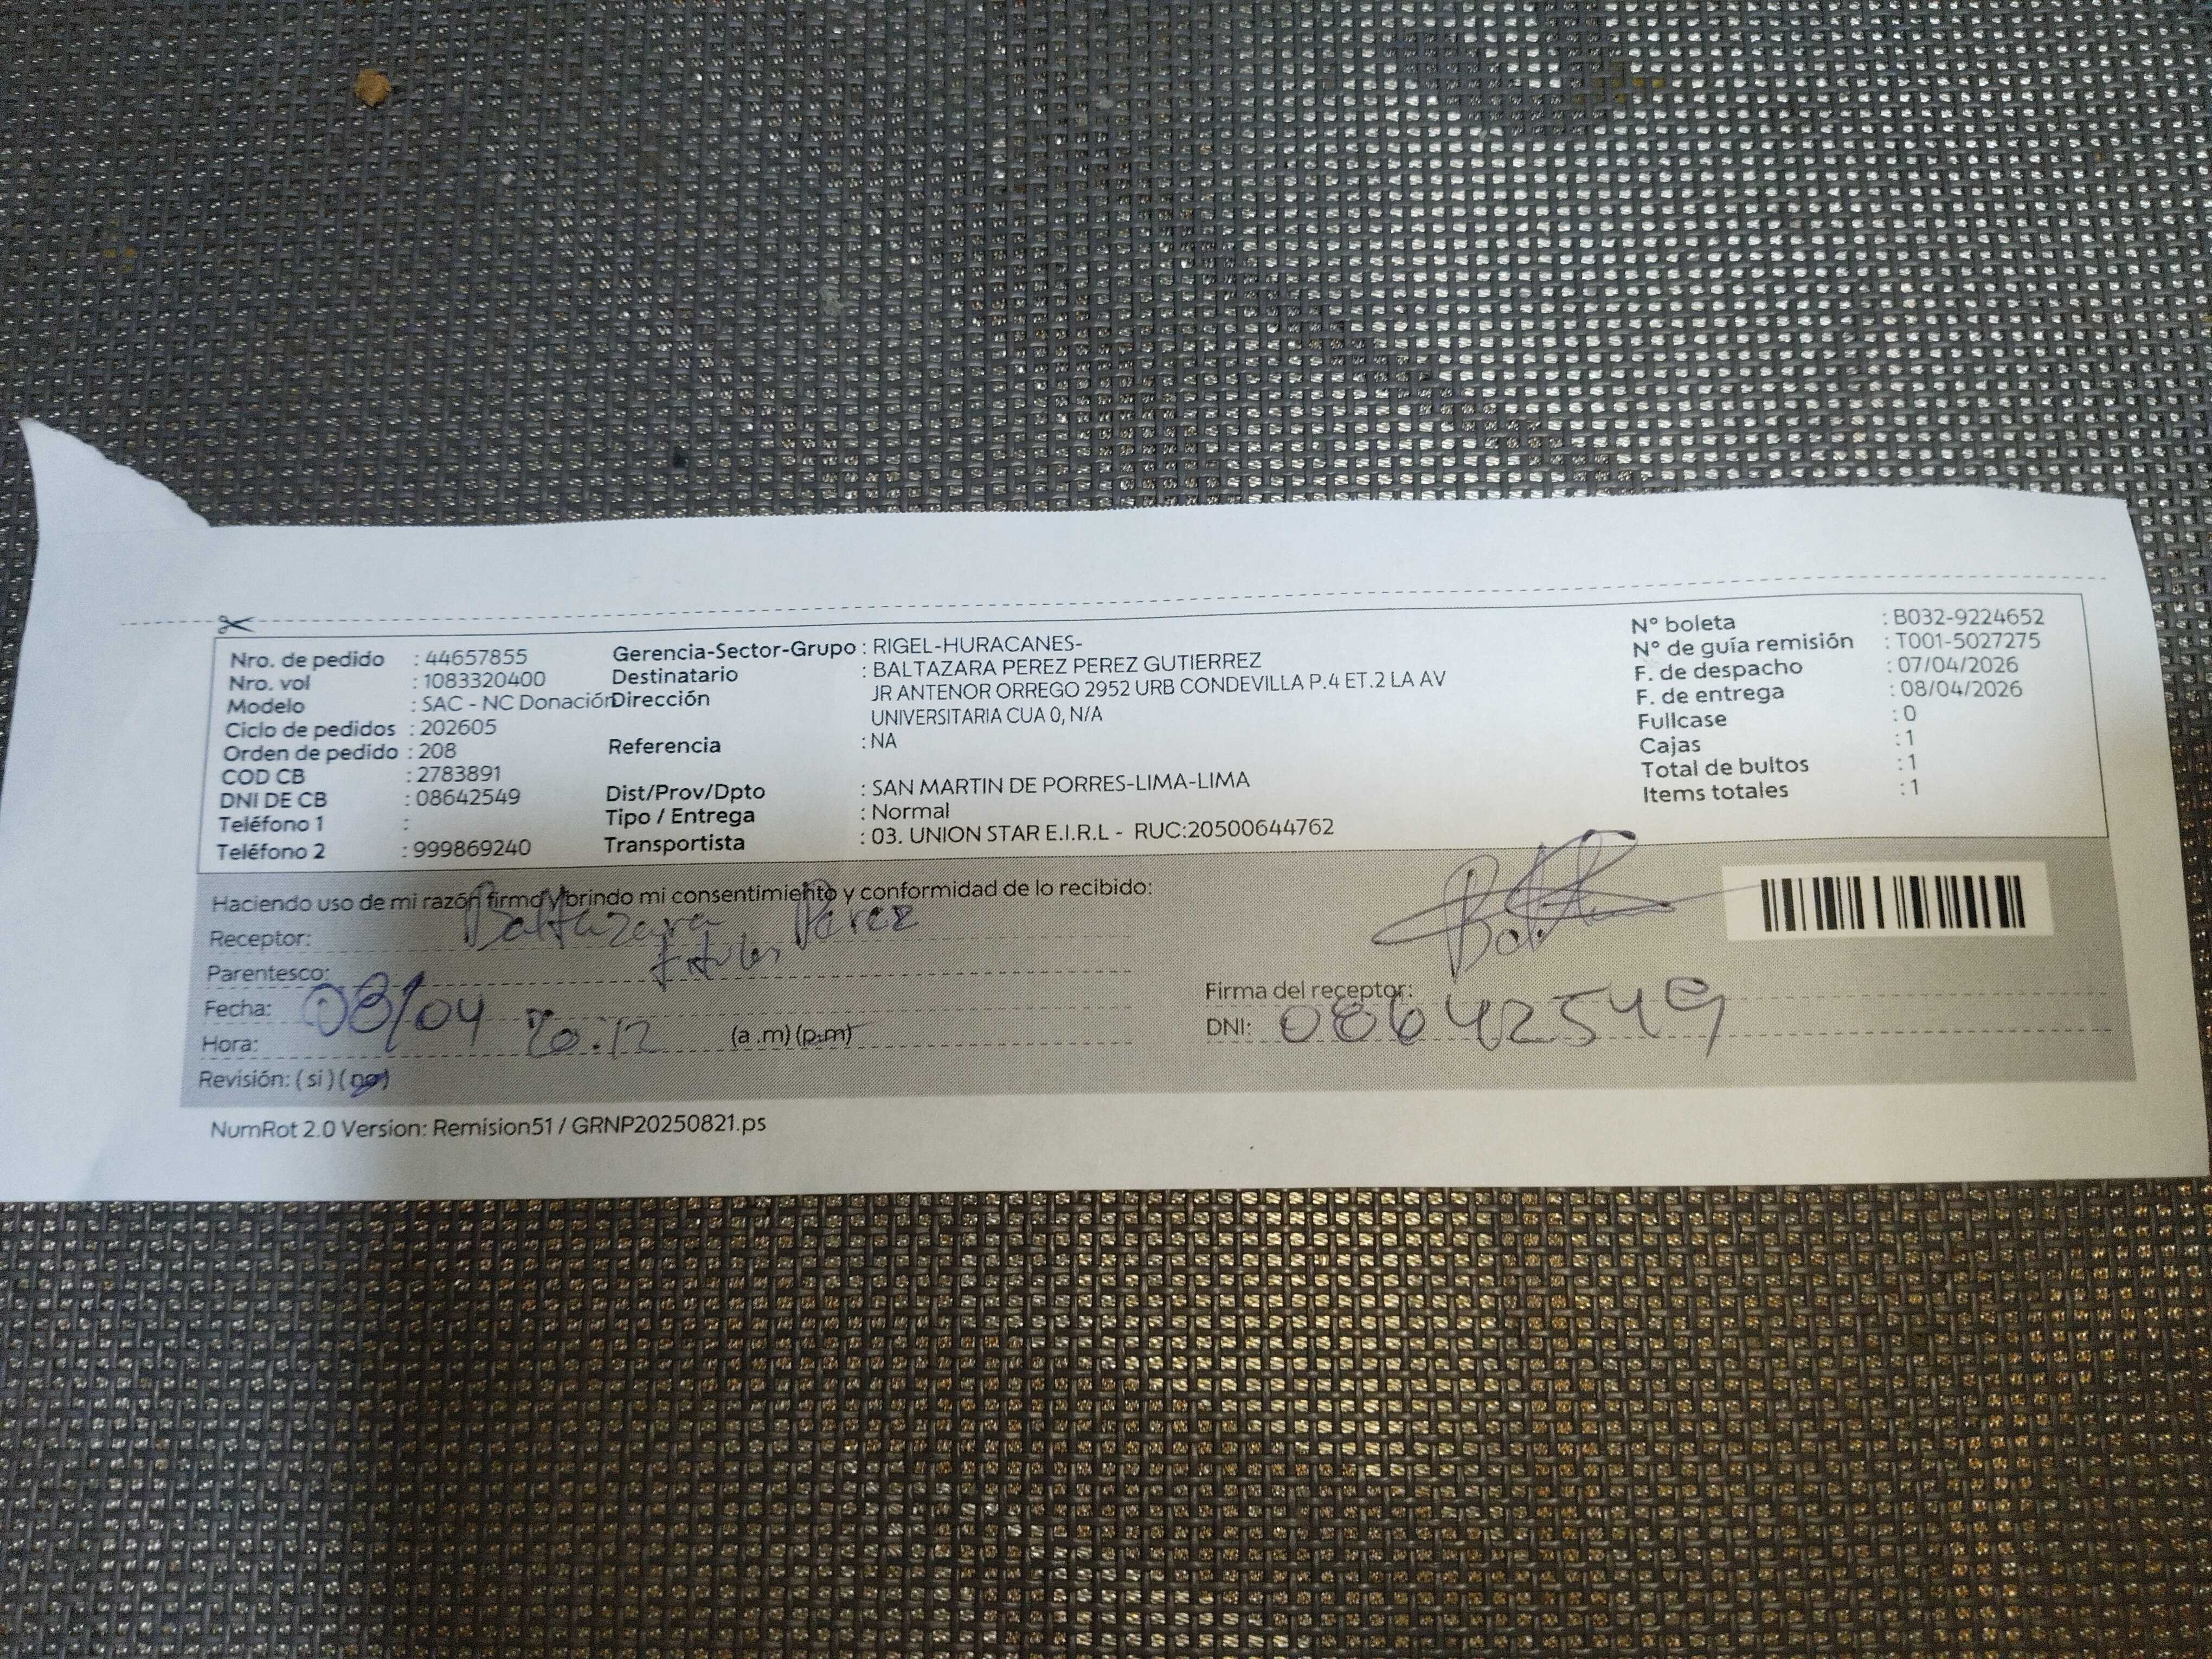 Nro. de pedido : 44657855
Nro. vol : 1083320400
Modelo : SAC - NC Donación
Ciclo de pedidos : 202605
Orden de pedido : 208
COD CB : 2783891
DNI DE CB : 08642549
Teléfono 1 :
Teléfono 2 : 999869240
Gerencia-Sector-Grupo : RIGEL-HURACANES-
Destinatario : BALTAZARA PEREZ PEREZ GUTIERREZ
Dirección JR ANTENOR ORREGO 2952 URB CONDEVILLA P.4 ET.2 LA AV
UNIVERSITARIA CUA 0, N/A
Referencia : NA
Dist/Prov/Dpto : SAN MARTIN DE PORRES-LIMA-LIMA
Tipo / Entrega : Normal
Transportista : 03. UNION STAR E.I.R.L - RUC:20500644762
N° boleta : B032-9224652
N° de guía remisión : T001-5027275
F. de despacho : 07/04/2026
F. de entrega : 08/04/2026
Fullcase : 0
Cajas : 1
Total de bultos : 1
Items totales : 1
Haciendo uso de mi razón firmo y brindo mi consentimiento y conformidad de lo recibido:
Receptor: Baltazara Perez
Parentesco:
Fecha: 08/04
Hora: (a .m) (p.m)
Revisión: ( si ) ( no )
Firma del receptor:
DNI: 08642549
NumRot 2.0 Version: Remision51 / GRNP20250821.ps